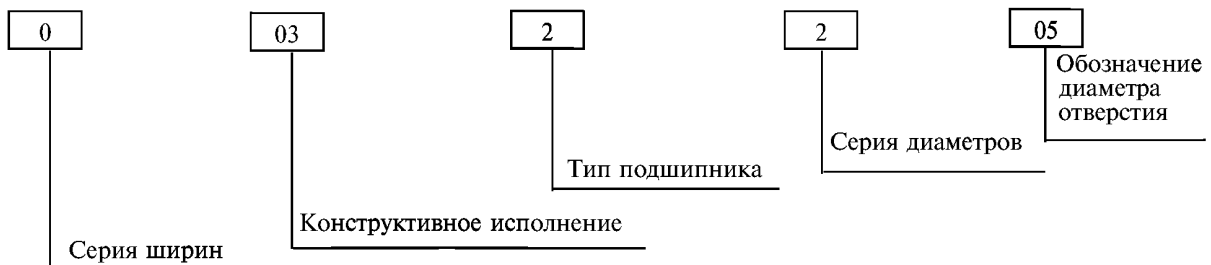 0 03 2 2 05
Обозначение
диаметра
отверстия
Серия диаметров
Тип подшипника
Конструктивное исполнение
Серия ширин